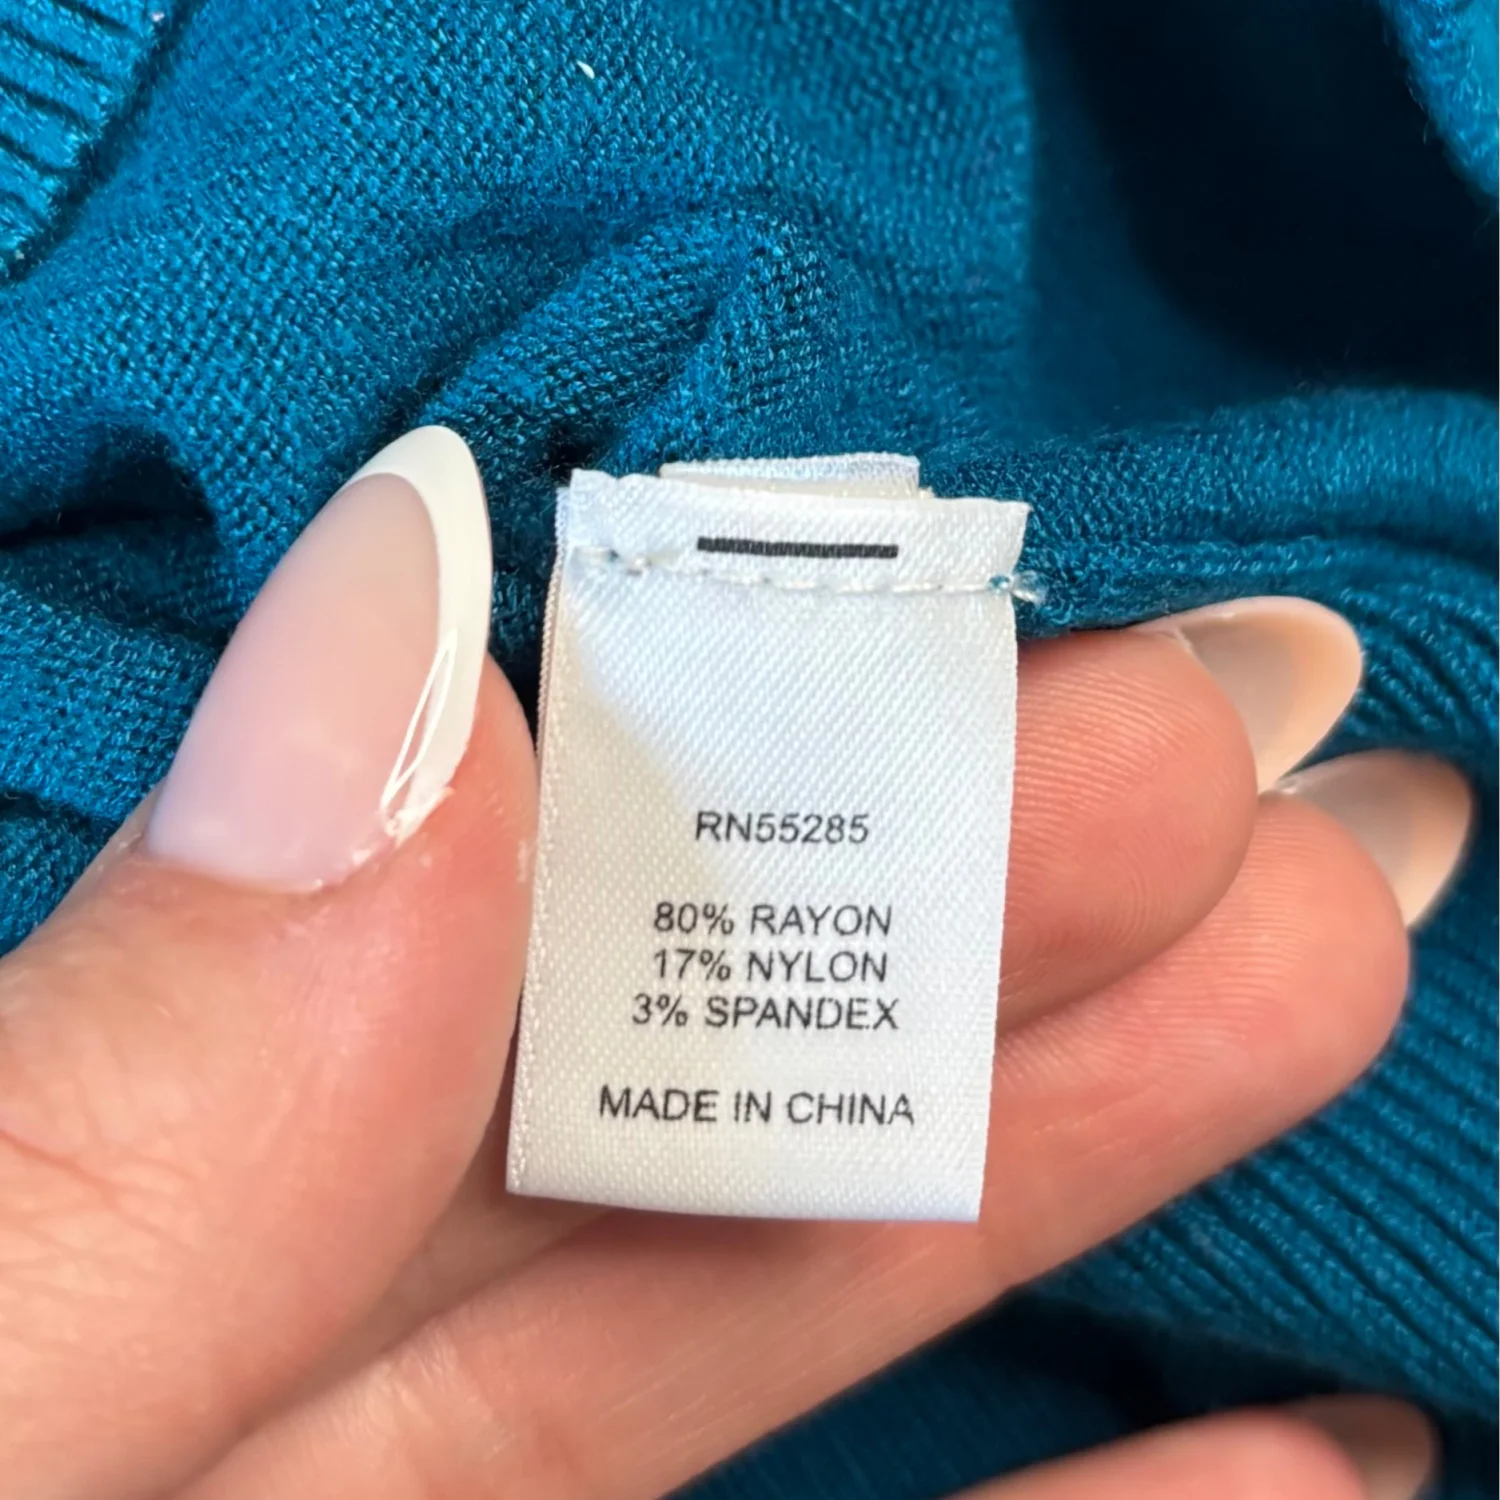 RN55285
80% RAYON
17% NYLON
3% SPANDEX
MADE IN CHINA